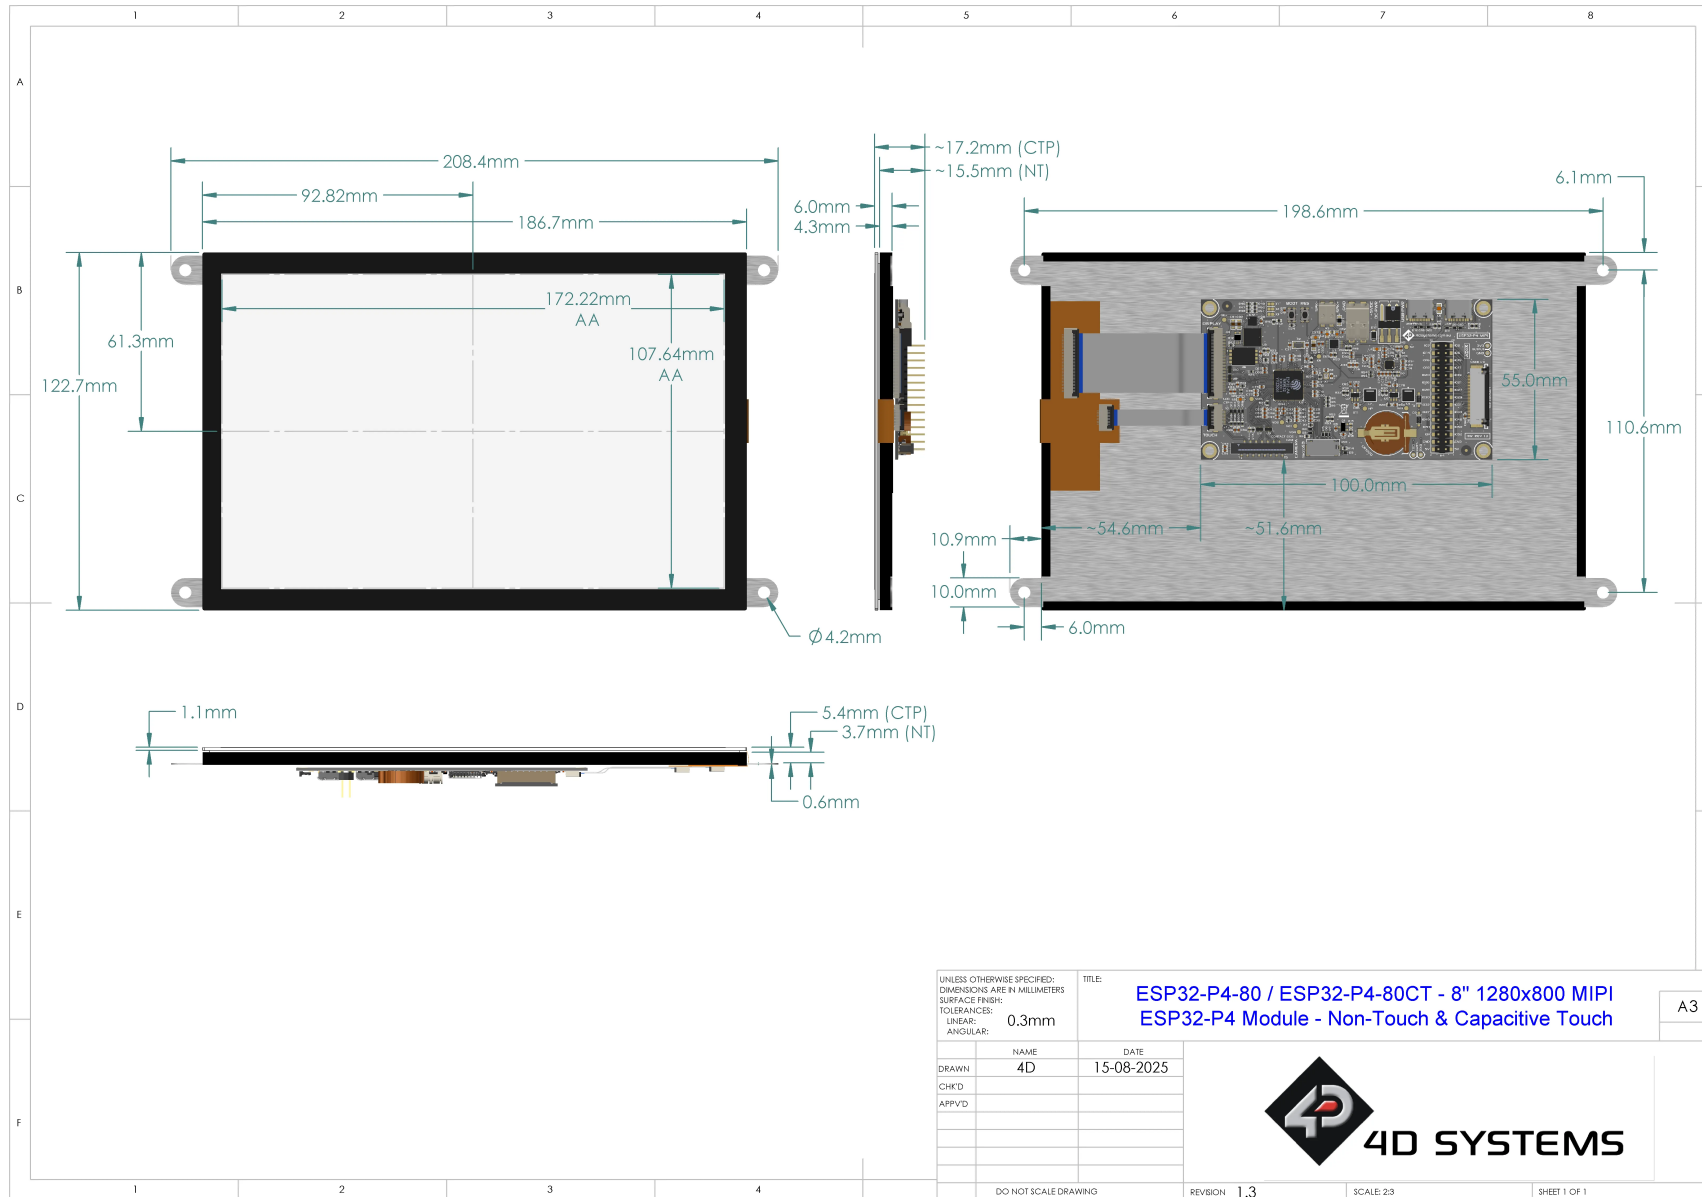 1 2 3 4 5 6 7 8
A
B
C
D
E
F
208.4mm
92.82mm
186.7mm
172.22mm
AA
107.64mm
AA
61.3mm
122.7mm
Ø4.2mm
~17.2mm (CTP)
~15.5mm (NT)
6.0mm
4.3mm
6.1mm
198.6mm
DISPLAY
TOUCH
55.0mm
110.6mm
100.0mm
~54.6mm
~51.6mm
10.9mm
10.0mm
6.0mm
1.1mm
5.4mm (CTP)
3.7mm (NT)
0.6mm
UNLESS OTHERWISE SPECIFIED:
DIMENSIONS ARE IN MILLIMETERS
SURFACE FINISH:
TOLERANCES:
LINEAR: 0.3mm
ANGULAR:
TITLE:
ESP32-P4-80 / ESP32-P4-80CT - 8" 1280x800 MIPI
ESP32-P4 Module - Non-Touch & Capacitive Touch
A3
NAME DATE
DRAWN 4D 15-08-2025
CHK'D
APPV'D
4D SYSTEMS
DO NOT SCALE DRAWING
REVISION 1.3
SCALE: 2:3
SHEET 1 OF 1
1 2 3 4